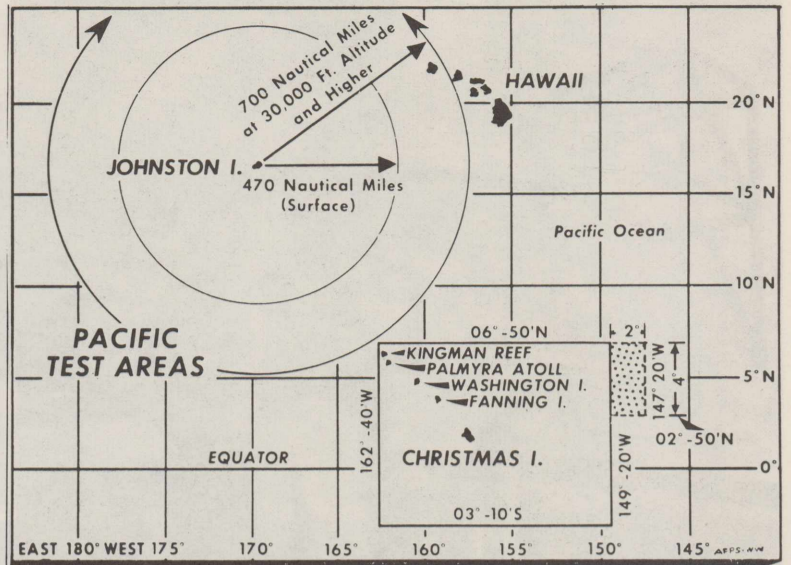 700 Nautical Miles
at 30,000 Ft. Altitude
and Higher
HAWAII
20°N
JOHNSTON I.
470 Nautical Miles
(Surface)
15°N
Pacific Ocean
10°N
PACIFIC
TEST AREAS
06°-50'N
2°
KINGMAN REEF
PALMYRA ATOLL
WASHINGTON I.
FANNING I.
147° 20'W
4°
5°N
162°-40'W
02°-50'N
EQUATOR
CHRISTMAS I.
149°-20'W
0°
03°-10'S
EAST 180° WEST 175° 170° 165° 160° 155° 150° 145°
AFPS-NW